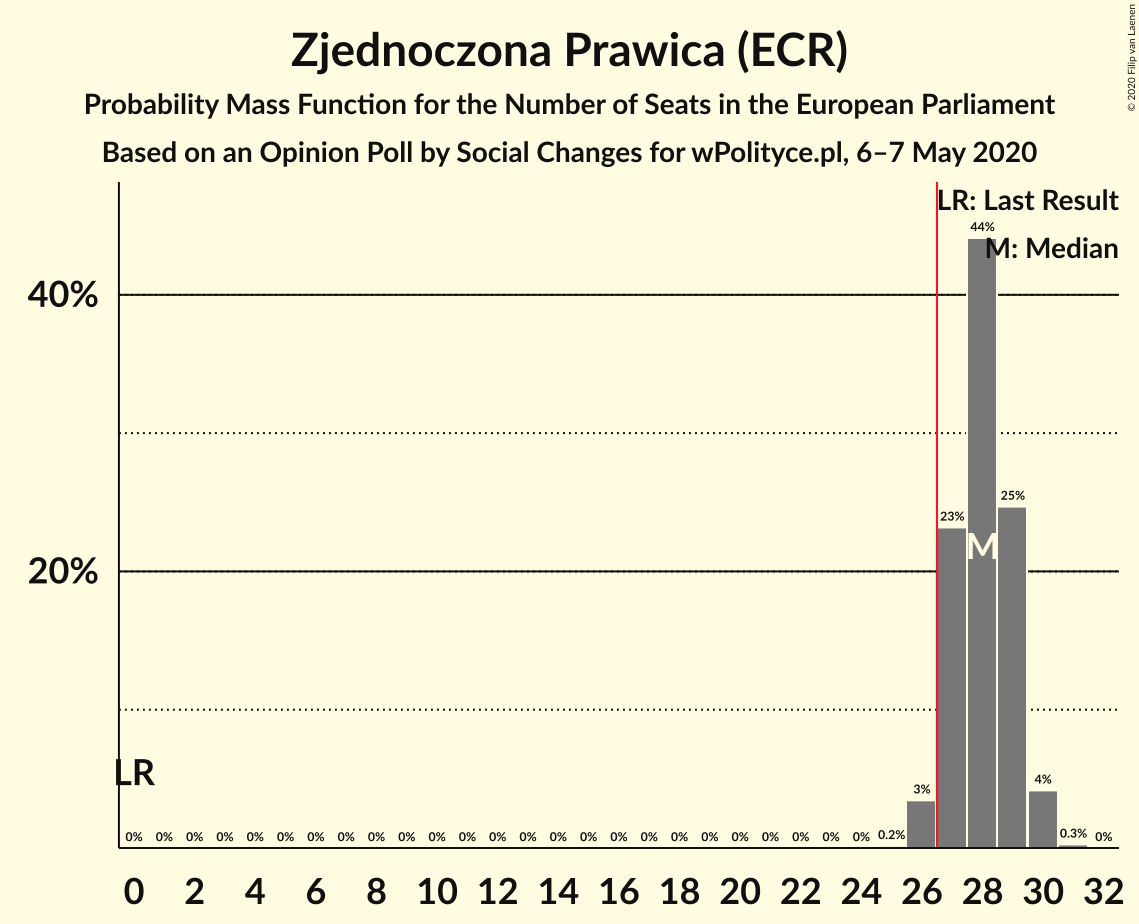 Zjednoczona Prawica (ECR)
Probability Mass Function for the Number of Seats in the European Parliament
Based on an Opinion Poll by Social Changes for wPolityce.pl, 6–7 May 2020
© 2020 Filip van Laenen
LR: Last Result
M: Median
44%
40%
25%
23%
M
20%
LR
3%
4%
0% 0% 0% 0% 0% 0% 0% 0% 0% 0% 0% 0% 0% 0% 0% 0% 0% 0% 0% 0% 0% 0% 0% 0% 0% 0.2% 0.3% 0%
0 2 4 6 8 10 12 14 16 18 20 22 24 26 28 30 32